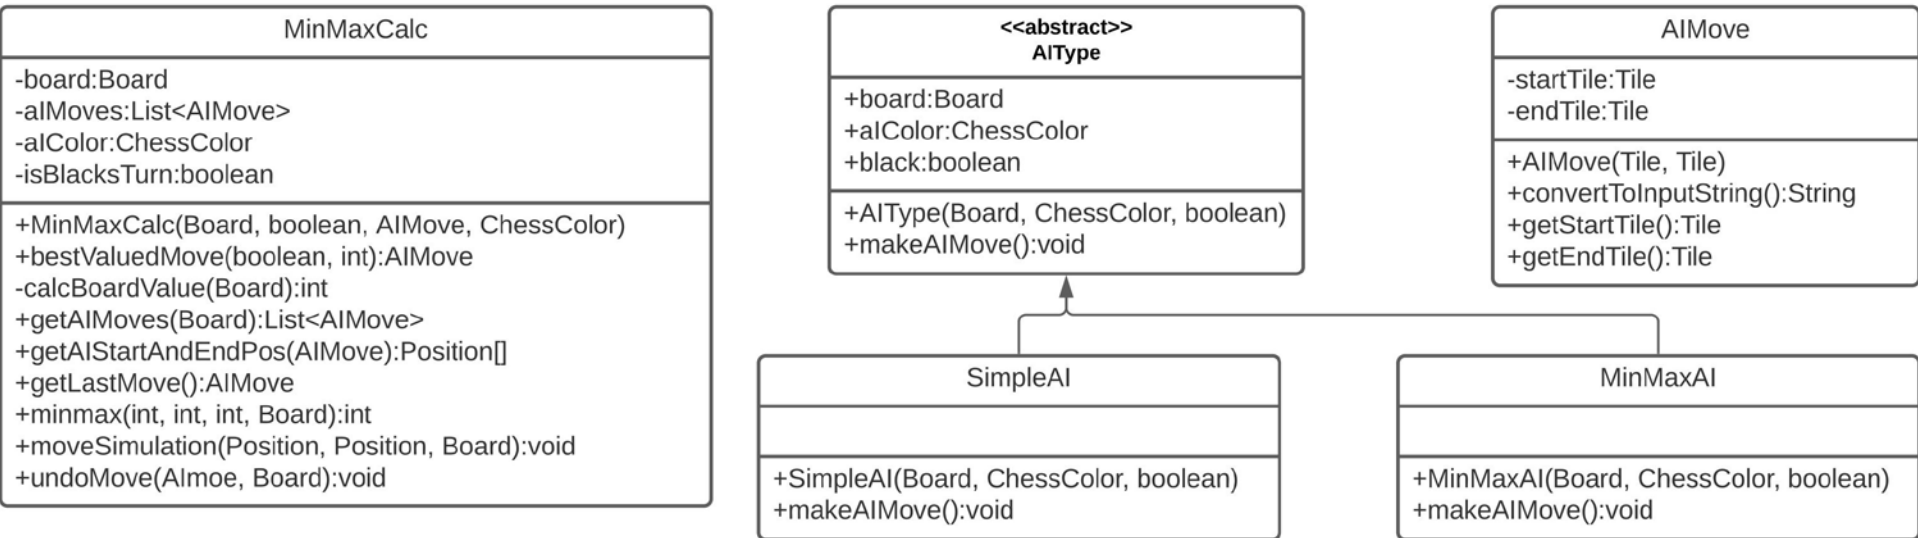 MinMaxCalc
-board:Board
-aIMoves:List<AIMove>
-aIColor:ChessColor
-isBlacksTurn:boolean
+MinMaxCalc(Board, boolean, AIMove, ChessColor)
+bestValuedMove(boolean, int):AIMove
-calcBoardValue(Board):int
+getAIMoves(Board):List<AIMove>
+getAIStartAndEndPos(AIMove):Position[]
+getLastMove():AIMove
+minmax(int, int, int, Board):int
+moveSimulation(Position, Position, Board):void
+undoMove(AImoe, Board):void
<<abstract>>
AIType
+board:Board
+aIColor:ChessColor
+black:boolean
+AIType(Board, ChessColor, boolean)
+makeAIMove():void
AIMove
-startTile:Tile
-endTile:Tile
+AIMove(Tile, Tile)
+convertToInputString():String
+getStartTile():Tile
+getEndTile():Tile
SimpleAI
+SimpleAI(Board, ChessColor, boolean)
+makeAIMove():void
MinMaxAI
+MinMaxAI(Board, ChessColor, boolean)
+makeAIMove():void